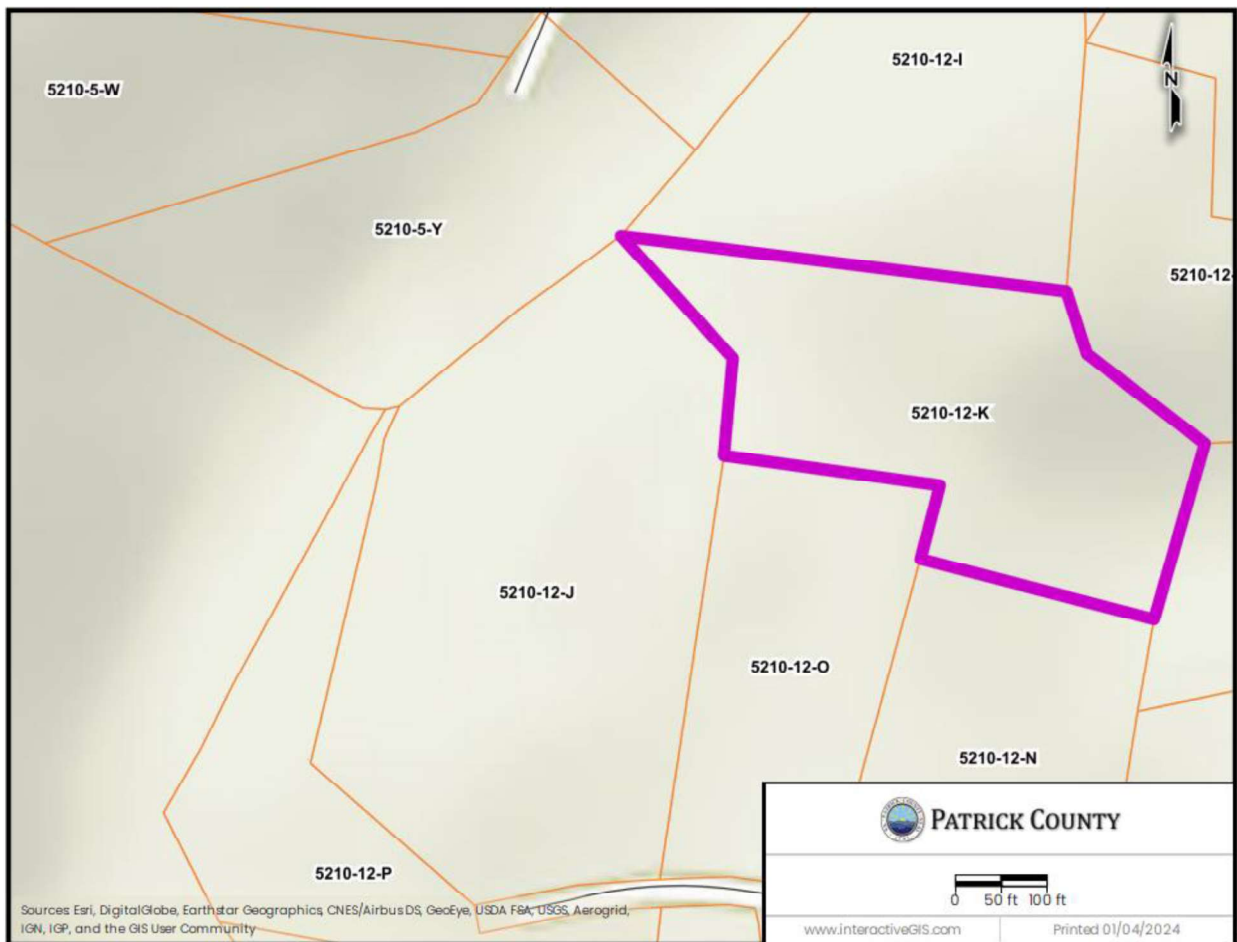 5210-12-I
5210-5-W
N
5210-5-Y
5210-12-
5210-12-K
5210-12-J
5210-12-O
5210-12-N
PATRICK COUNTY
5210-12-P
0 50 ft 100 ft
Sources: Esri, DigitalGlobe, Earthstar Geographics, CNES/Airbus DS, GeoEye, USDA FSA, USGS, Aerogrid,
IGN, IGP, and the GIS User Community
www.interactiveGIS.com
Printed 01/04/2024